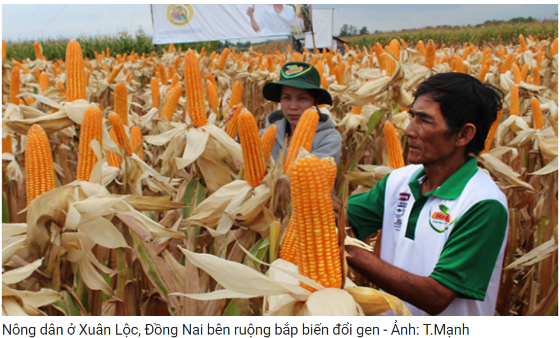 Nông dân ở Xuân Lộc, Đồng Nai bên ruộng bắp biến đổi gen - Ảnh: T.Mạnh